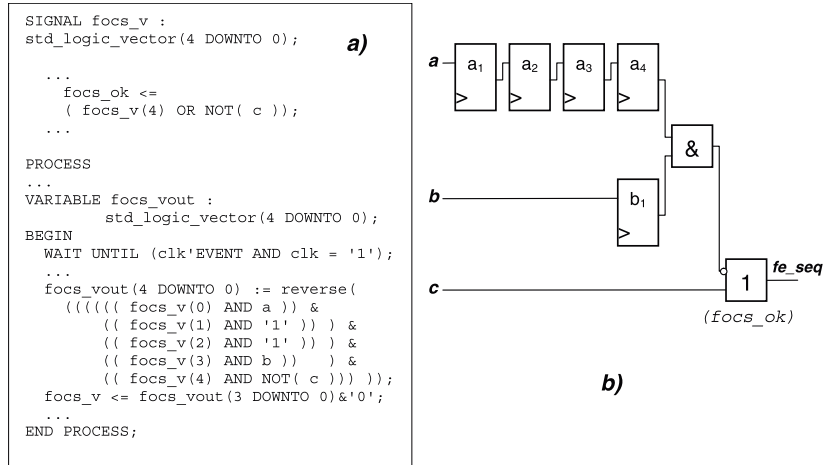 SIGNAL focs_v :
std_logic_vector(4 DOWNTO 0);
a)
...
focs_ok <=
( focs_v(4) OR NOT( c ));
...
PROCESS
...
VARIABLE focs_vout :
std_logic_vector(4 DOWNTO 0);
BEGIN
WAIT UNTIL (clk'EVENT AND clk = '1');
...
focs_vout(4 DOWNTO 0) := reverse(
(((((( focs_v(0) AND a )) &
(( focs_v(1) AND '1' )) ) &
(( focs_v(2) AND '1' )) ) &
(( focs_v(3) AND b ))    ) &
(( focs_v(4) AND NOT( c ))) ));
focs_v <= focs_vout(3 DOWNTO 0)&'0';
...
END PROCESS;
a a1 a2 a3 a4
&
b b1
c 1 fe_seq
(focs_ok)
b)